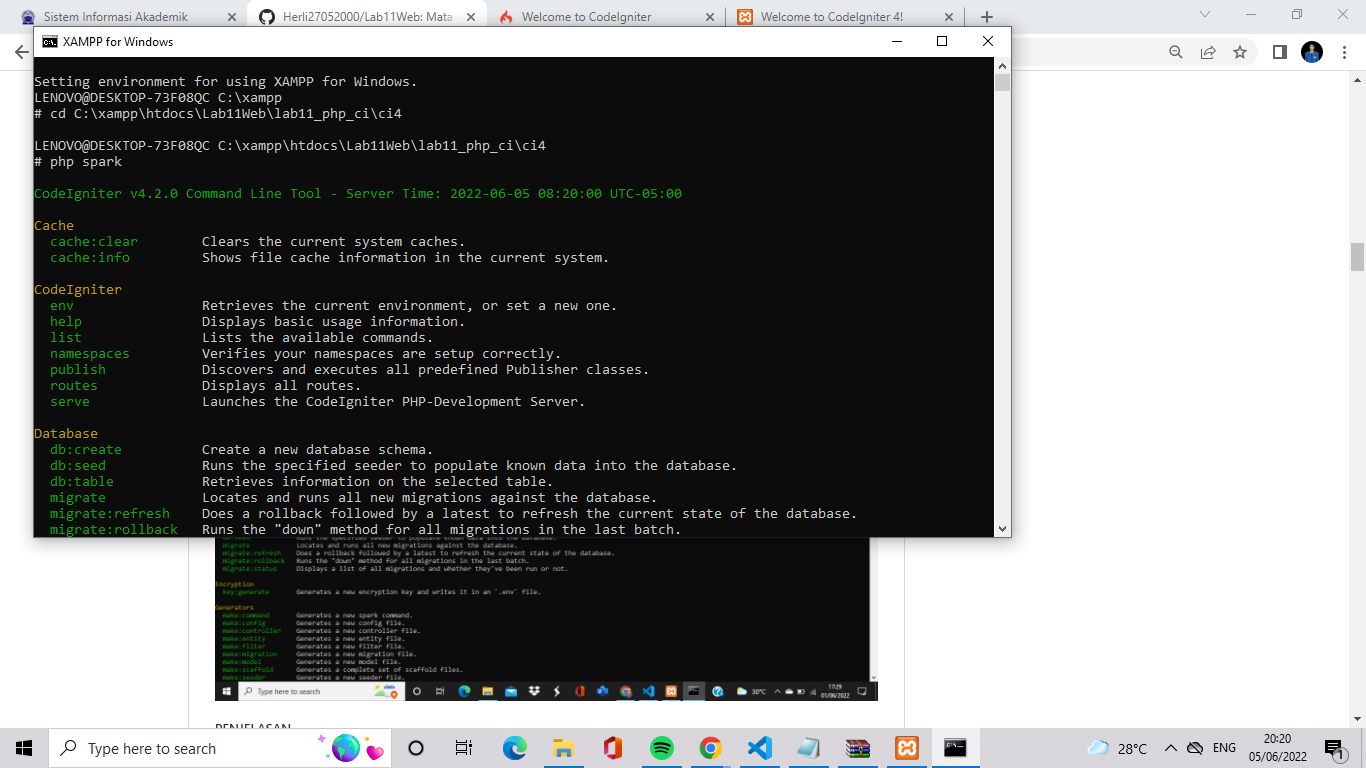 Sistem Informasi Akademik
Herli27052000/Lab11Web: Mata
Welcome to CodeIgniter
Welcome to CodeIgniter 4!
XAMPP for Windows
Setting environment for using XAMPP for Windows.
LENOVO@DESKTOP-73F08QC C:\xampp
# cd C:\xampp\htdocs\Lab11Web\lab11_php_ci\ci4
LENOVO@DESKTOP-73F08QC C:\xampp\htdocs\Lab11Web\lab11_php_ci\ci4
# php spark
CodeIgniter v4.2.0 Command Line Tool - Server Time: 2022-06-05 08:20:00 UTC-05:00
Cache
cache:clear Clears the current system caches.
cache:info Shows file cache information in the current system.
CodeIgniter
env Retrieves the current environment, or set a new one.
help Displays basic usage information.
list Lists the available commands.
namespaces Verifies your namespaces are setup correctly.
publish Discovers and executes all predefined Publisher classes.
routes Displays all routes.
serve Launches the CodeIgniter PHP-Development Server.
Database
db:create Create a new database schema.
db:seed Runs the specified seeder to populate known data into the database.
db:table Retrieves information on the selected table.
migrate Locates and runs all new migrations against the database.
migrate:refresh Does a rollback followed by a latest to refresh the current state of the database.
migrate:rollback Runs the "down" method for all migrations in the last batch.
migrate Locates and runs all new migrations against the database.
migrate:refresh Does a rollback followed by a latest to refresh the current state of the database.
migrate:rollback Runs the "down" method for all migrations in the last batch.
migrate:status Displays a list of all migrations and whether they've been run or not.
Encryption
key:generate Generates a new encryption key and writes it in an `.env` file.
Generators
make:command Generates a new spark command.
make:config Generates a new config file.
make:controller Generates a new controller file.
make:entity Generates a new entity file.
make:filter Generates a new filter file.
make:migration Generates a new migration file.
make:model Generates a new model file.
make:scaffold Generates a complete set of scaffold files.
make:seeder Generates a new seeder file.
Type here to search
30°C
17:29
01/06/2022
PENJELASAN
Type here to search
28°C
ENG
20:20
05/06/2022
1